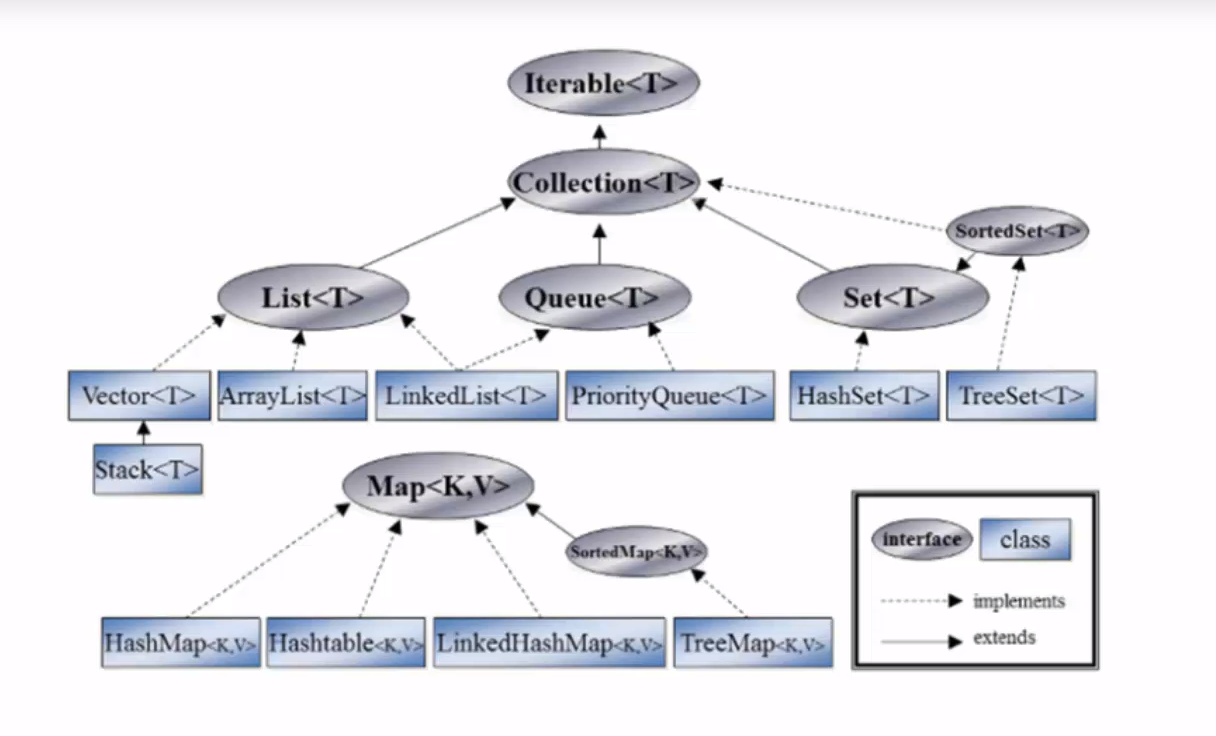 Iterable<T>
Collection<T>
SortedSet<T>
List<T>
Queue<T>
Set<T>
Vector<T>
ArrayList<T>
LinkedList<T>
PriorityQueue<T>
HashSet<T>
TreeSet<T>
Stack<T>
Map<K,V>
SortedMap<K,V>
interface
class
implements
extends
HashMap<K,V>
Hashtable<K,V>
LinkedHashMap<K,V>
TreeMap<K,V>